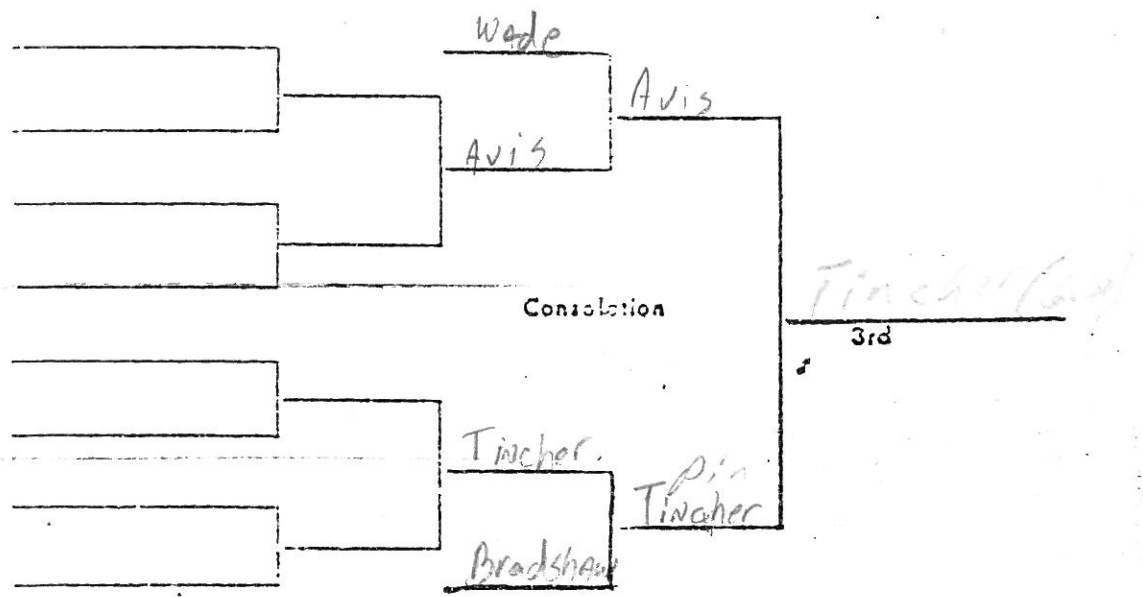 Wade
Avis
Avis
Consolation
Tincher
3rd
Tincher
pin
Tincher
Bradshaw